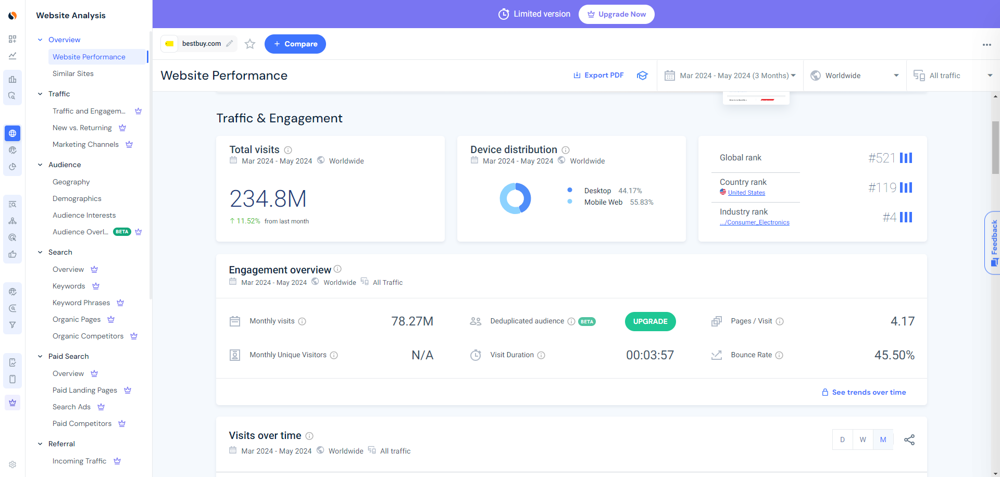 Limited version
Upgrade Now
Website Analysis
Overview
Website Performance
Similar Sites
Traffic
Traffic and Engagem...
New vs. Returning
Marketing Channels
Audience
Geography
Demographics
Audience Interests
Audience Overl... BETA
Search
Overview
Keywords
Keyword Phrases
Organic Pages
Organic Competitors
Paid Search
Overview
Paid Landing Pages
Search Ads
Paid Competitors
Referral
Incoming Traffic
bestbuy.com
+ Compare
Website Performance
Export PDF
Mar 2024 - May 2024 (3 Months)
Worldwide
All traffic
Traffic & Engagement
Total visits
Mar 2024 - May 2024 Worldwide
234.8M
↑ 11.52% from last month
Device distribution
Mar 2024 - May 2024 Worldwide
Desktop 44.17%
Mobile Web 55.83%
Global rank #521
Country rank #119
United States
Industry rank #4
.../Consumer_Electronics
Engagement overview
Mar 2024 - May 2024 Worldwide All Traffic
Monthly visits 78.27M
Deduplicated audience BETA UPGRADE
Pages / Visit 4.17
Monthly Unique Visitors N/A
Visit Duration 00:03:57
Bounce Rate 45.50%
See trends over time
Visits over time
Mar 2024 - May 2024 Worldwide All traffic
D W M
Feedback